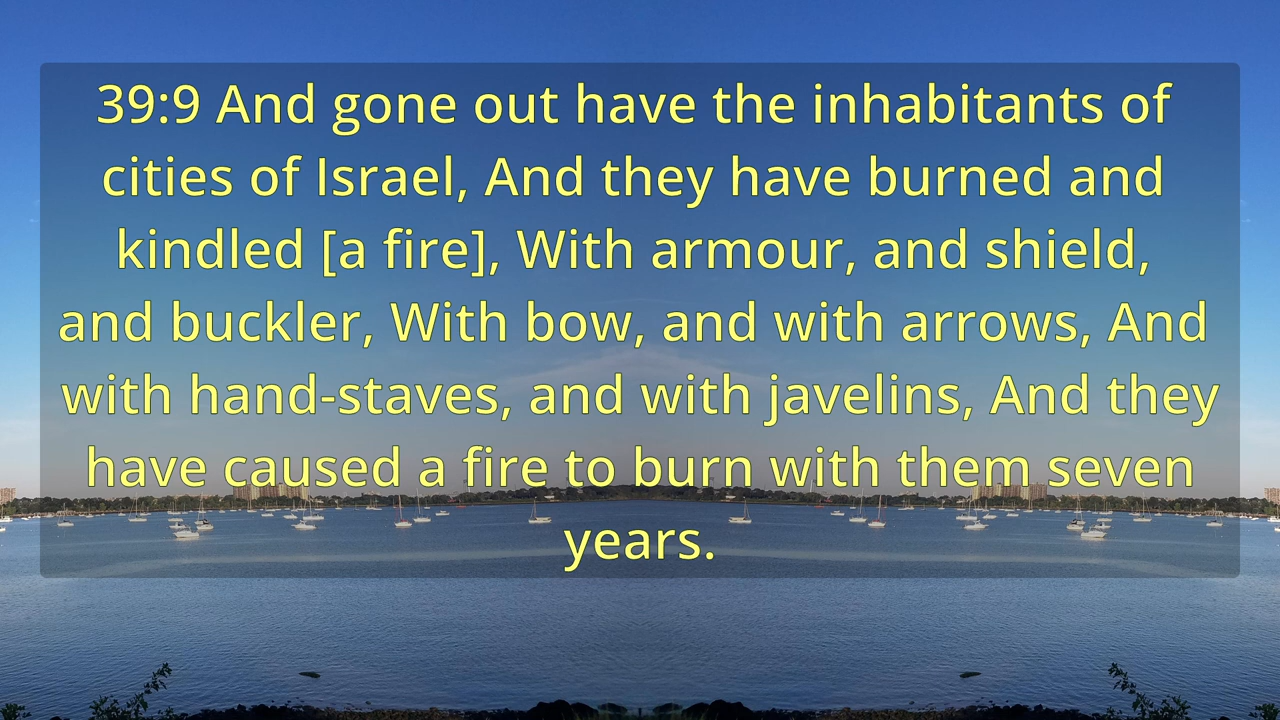 39:9 And gone out have the inhabitants of
cities of Israel, And they have burned and
kindled [a fire], With armour, and shield,
and buckler, With bow, and with arrows, And
with hand-staves, and with javelins, And they
have caused a fire to burn with them seven
years.